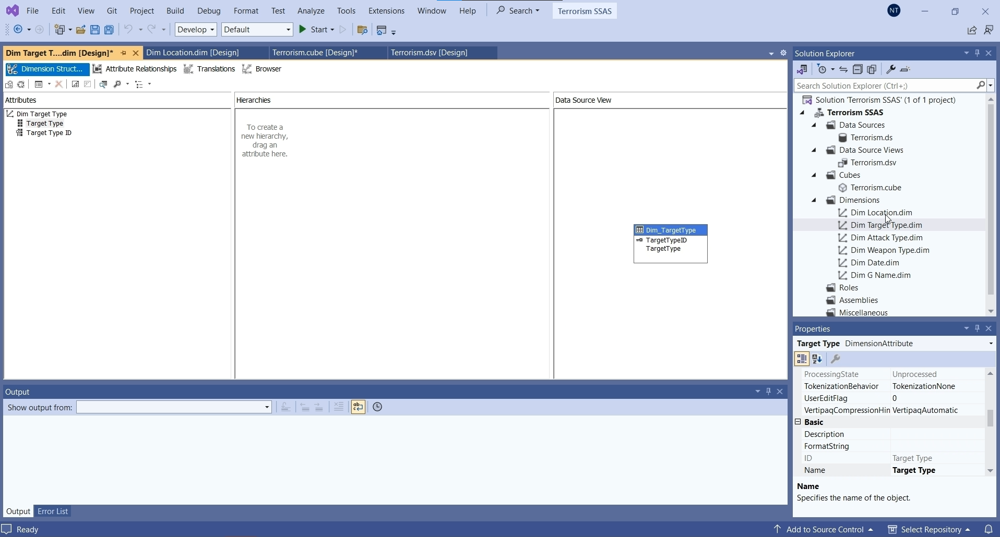 File Edit View Git Project Build Debug Format Test Analyze Tools Extensions Window Help Search Terrorism SSAS NT
Develop Default Start
Dim Target T....dim [Design]* Dim Location.dim [Design] Terrorism.cube [Design]* Terrorism.dsv [Design]
Dimension Struct... Attribute Relationships Translations Browser
Attributes
Dim Target Type
Target Type
Target Type ID
Hierarchies
To create a
new hierarchy,
drag an
attribute here.
Data Source View
Dim_TargetType
TargetTypeID
TargetType
Output
Show output from:
Output Error List
Solution Explorer
Search Solution Explorer (Ctrl+;)
Solution 'Terrorism SSAS' (1 of 1 project)
Terrorism SSAS
Data Sources
Terrorism.ds
Data Source Views
Terrorism.dsv
Cubes
Terrorism.cube
Dimensions
Dim Location.dim
Dim Target Type.dim
Dim Attack Type.dim
Dim Weapon Type.dim
Dim Date.dim
Dim G Name.dim
Roles
Assemblies
Miscellaneous
Properties
Target Type DimensionAttribute
ProcessingState Unprocessed
TokenizationBehavior TokenizationNone
UserEditFlag 0
VertipaqCompressionHin VertipaqAutomatic
Basic
Description
FormatString
ID Target Type
Name Target Type
Name
Specifies the name of the object.
Ready Add to Source Control Select Repository